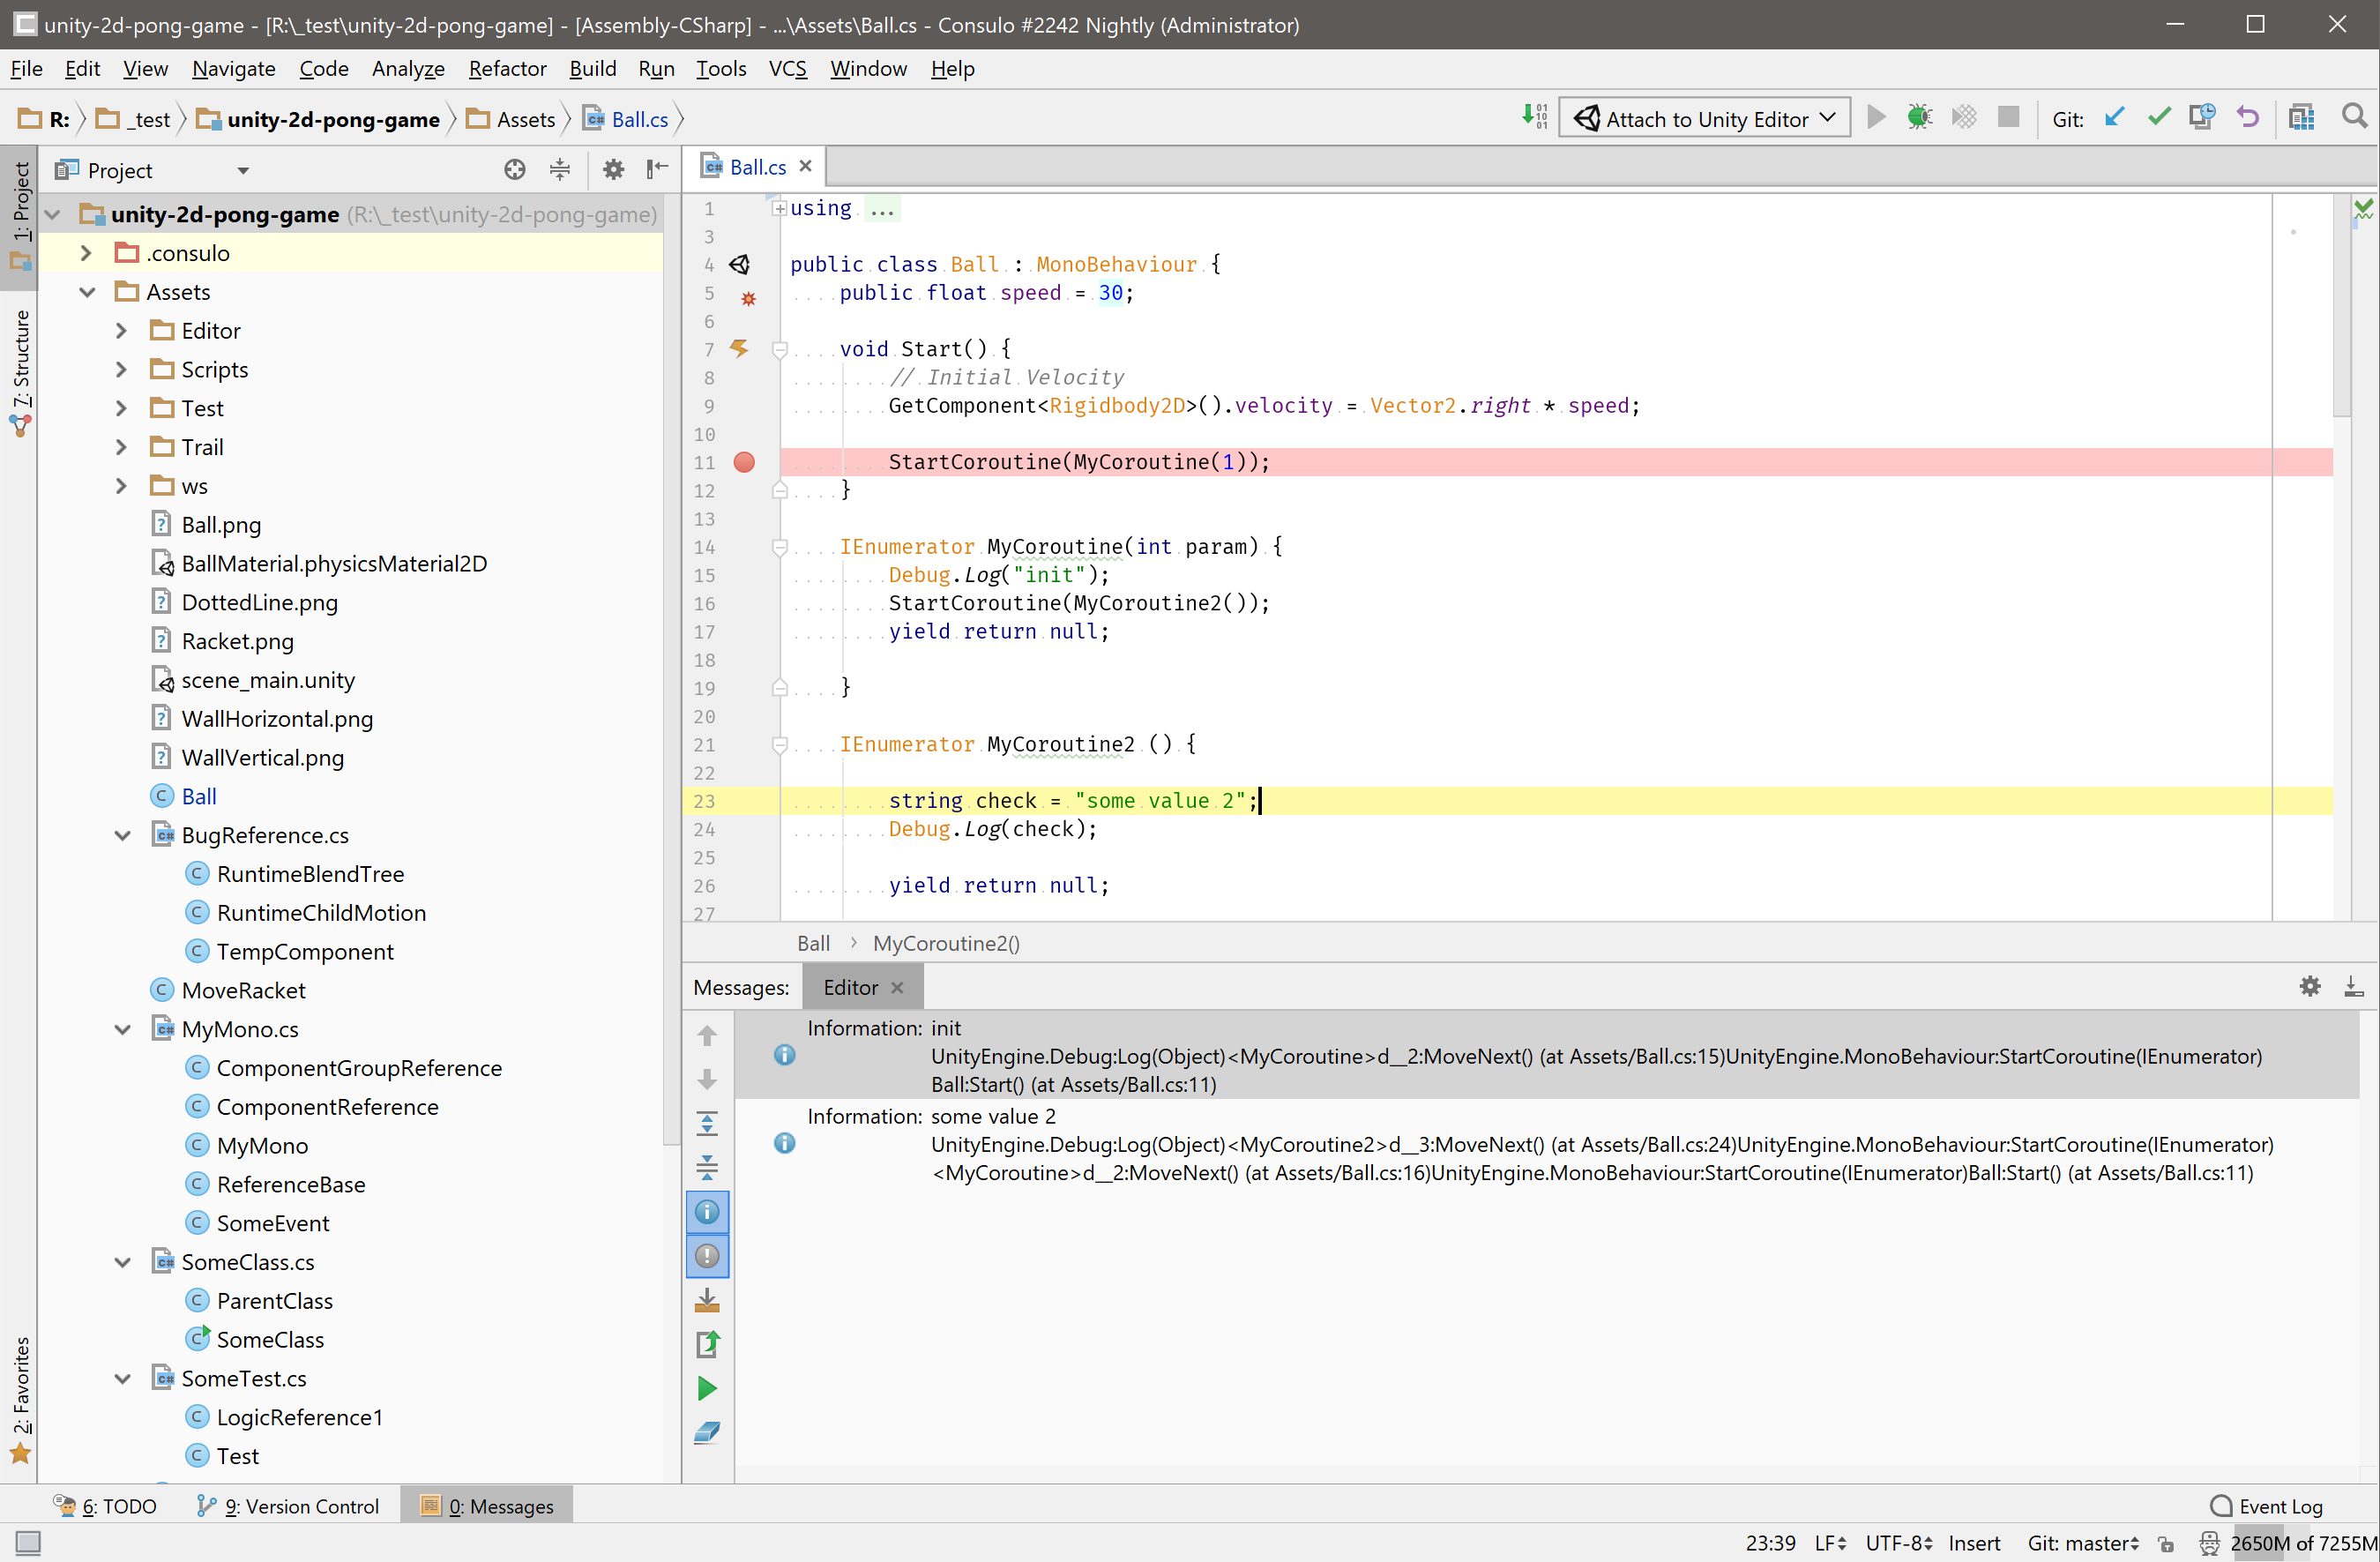 unity-2d-pong-game - [R:\_test\unity-2d-pong-game] - [Assembly-CSharp] - ...\Assets\Ball.cs - Consulo #2242 Nightly (Administrator)
File Edit View Navigate Code Analyze Refactor Build Run Tools VCS Window Help
R: _test unity-2d-pong-game Assets Ball.cs
Attach to Unity Editor Git:
1: Project
7: Structure
2: Favorites
Project
unity-2d-pong-game (R:\_test\unity-2d-pong-game)
.consulo
Assets
Editor
Scripts
Test
Trail
ws
Ball.png
BallMaterial.physicsMaterial2D
DottedLine.png
Racket.png
scene_main.unity
WallHorizontal.png
WallVertical.png
Ball
BugReference.cs
RuntimeBlendTree
RuntimeChildMotion
TempComponent
MoveRacket
MyMono.cs
ComponentGroupReference
ComponentReference
MyMono
ReferenceBase
SomeEvent
SomeClass.cs
ParentClass
SomeClass
SomeTest.cs
LogicReference1
Test
Ball.cs
1 using ...
3
4 public class Ball : MonoBehaviour {
5 public float speed = 30;
6
7 void Start() {
8 // Initial Velocity
9 GetComponent<Rigidbody2D>().velocity = Vector2.right * speed;
10
11 StartCoroutine(MyCoroutine(1));
12 }
13
14 IEnumerator MyCoroutine(int param) {
15 Debug.Log("init");
16 StartCoroutine(MyCoroutine2());
17 yield return null;
18
19 }
20
21 IEnumerator MyCoroutine2 () {
22
23 string check = "some value 2";
24 Debug.Log(check);
25
26 yield return null;
27
Ball MyCoroutine2()
Messages: Editor
Information: init
UnityEngine.Debug:Log(Object)<MyCoroutine>d__2:MoveNext() (at Assets/Ball.cs:15)UnityEngine.MonoBehaviour:StartCoroutine(IEnumerator)
Ball:Start() (at Assets/Ball.cs:11)
Information: some value 2
UnityEngine.Debug:Log(Object)<MyCoroutine2>d__3:MoveNext() (at Assets/Ball.cs:24)UnityEngine.MonoBehaviour:StartCoroutine(IEnumerator)
<MyCoroutine>d__2:MoveNext() (at Assets/Ball.cs:16)UnityEngine.MonoBehaviour:StartCoroutine(IEnumerator)Ball:Start() (at Assets/Ball.cs:11)
6: TODO 9: Version Control 0: Messages Event Log
23:39 LF UTF-8 Insert Git: master 2650M of 7255M